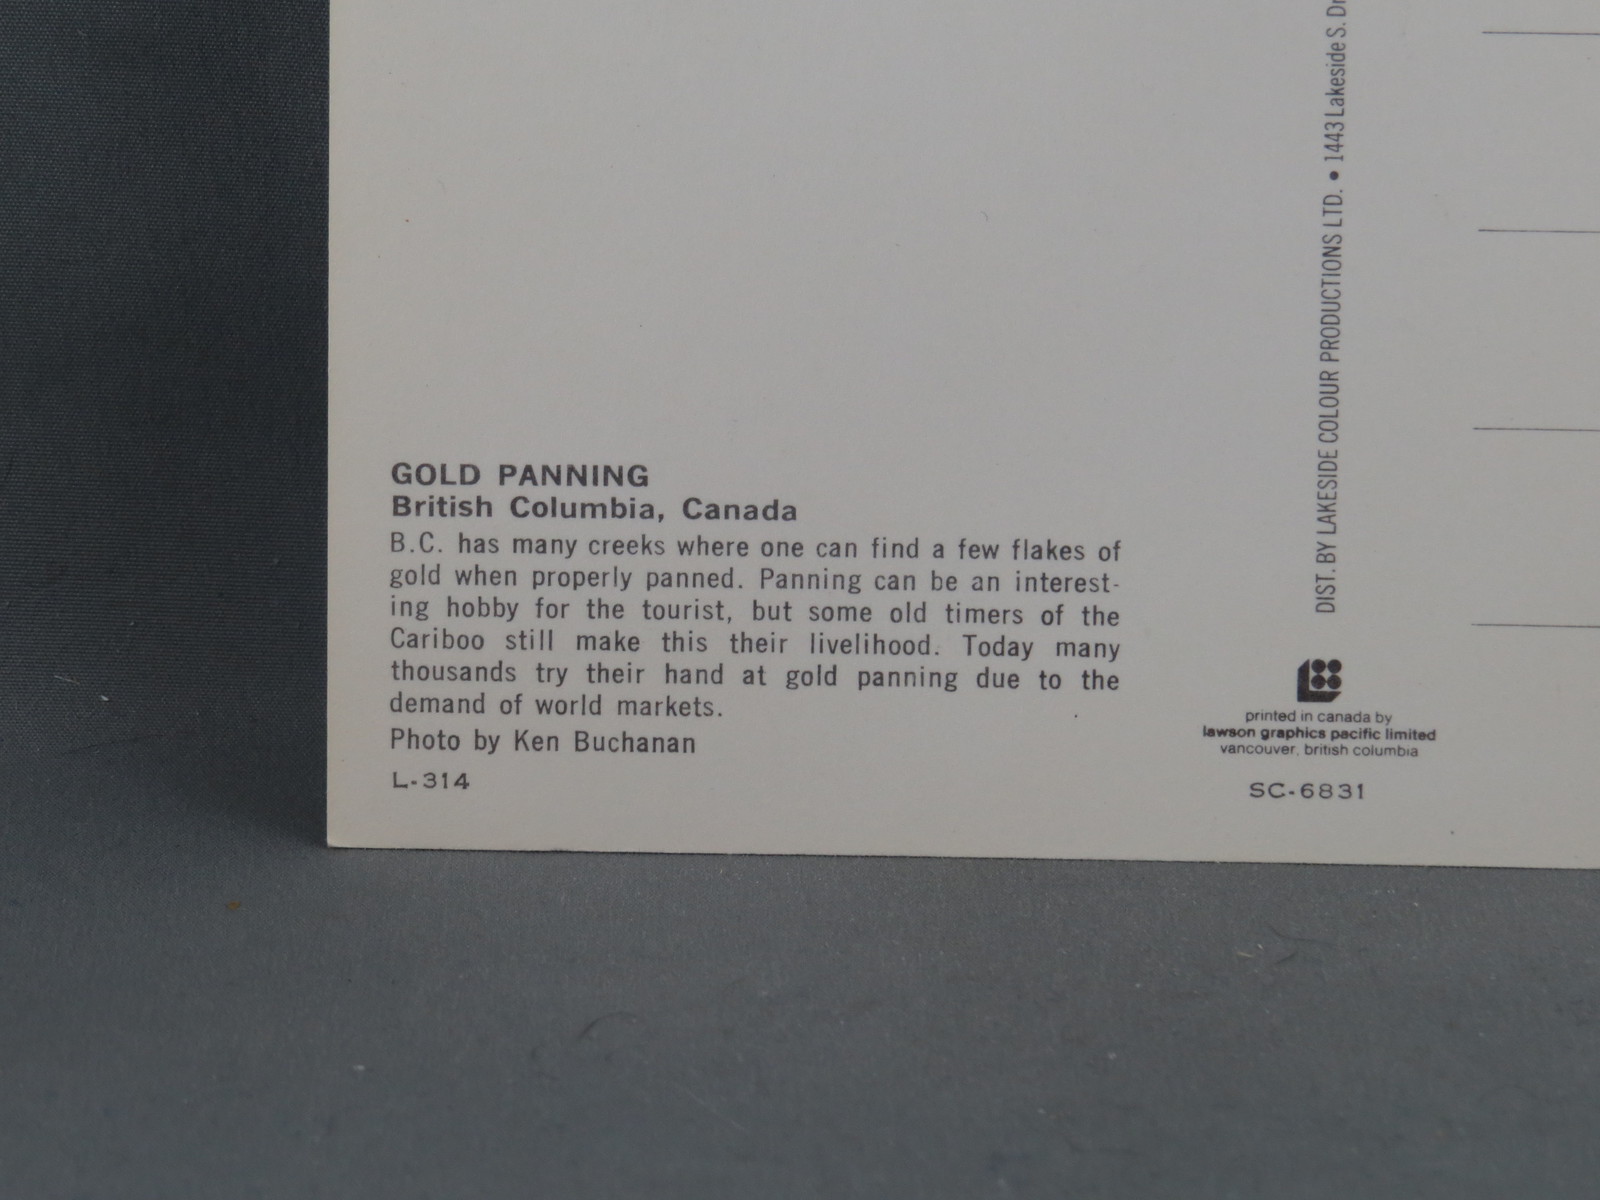 GOLD PANNING
British Columbia, Canada
B.C. has many creeks where one can find a few flakes of
gold when properly panned. Panning can be an interest-
ing hobby for the tourist, but some old timers of the
Cariboo still make this their livelihood. Today many
thousands try their hand at gold panning due to the
demand of world markets.
Photo by Ken Buchanan
L-314
DIST. BY LAKESIDE COLOUR PRODUCTIONS LTD. • 1443 Lakeside S. Dr
printed in canada by
lawson graphics pacific limited
vancouver, british columbia
SC-6831